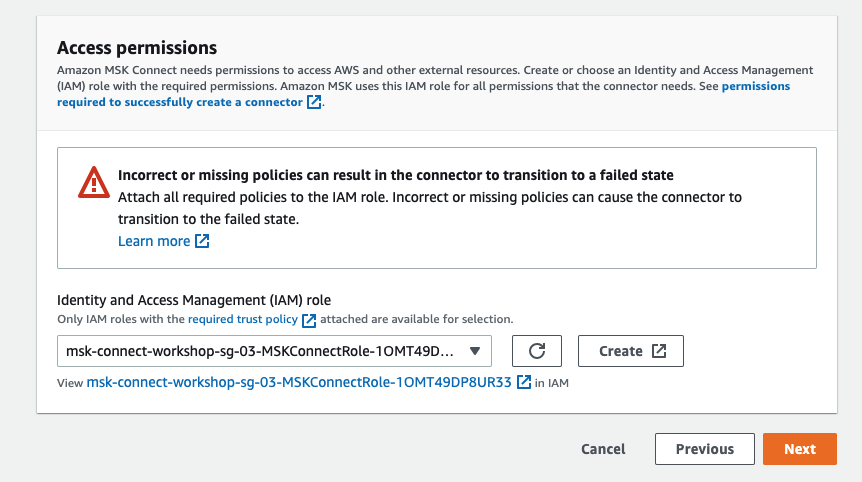 Access permissions
Amazon MSK Connect needs permissions to access AWS and other external resources. Create or choose an Identity and Access Management
(IAM) role with the required permissions. Amazon MSK uses this IAM role for all permissions that the connector needs. See permissions
required to successfully create a connector.
Incorrect or missing policies can result in the connector to transition to a failed state
Attach all required policies to the IAM role. Incorrect or missing policies can cause the connector to
transition to the failed state.
Learn more
Identity and Access Management (IAM) role
Only IAM roles with the required trust policy attached are available for selection.
msk-connect-workshop-sg-03-MSKConnectRole-1OMT49D...
Create
View msk-connect-workshop-sg-03-MSKConnectRole-1OMT49DP8UR33 in IAM
Cancel
Previous
Next